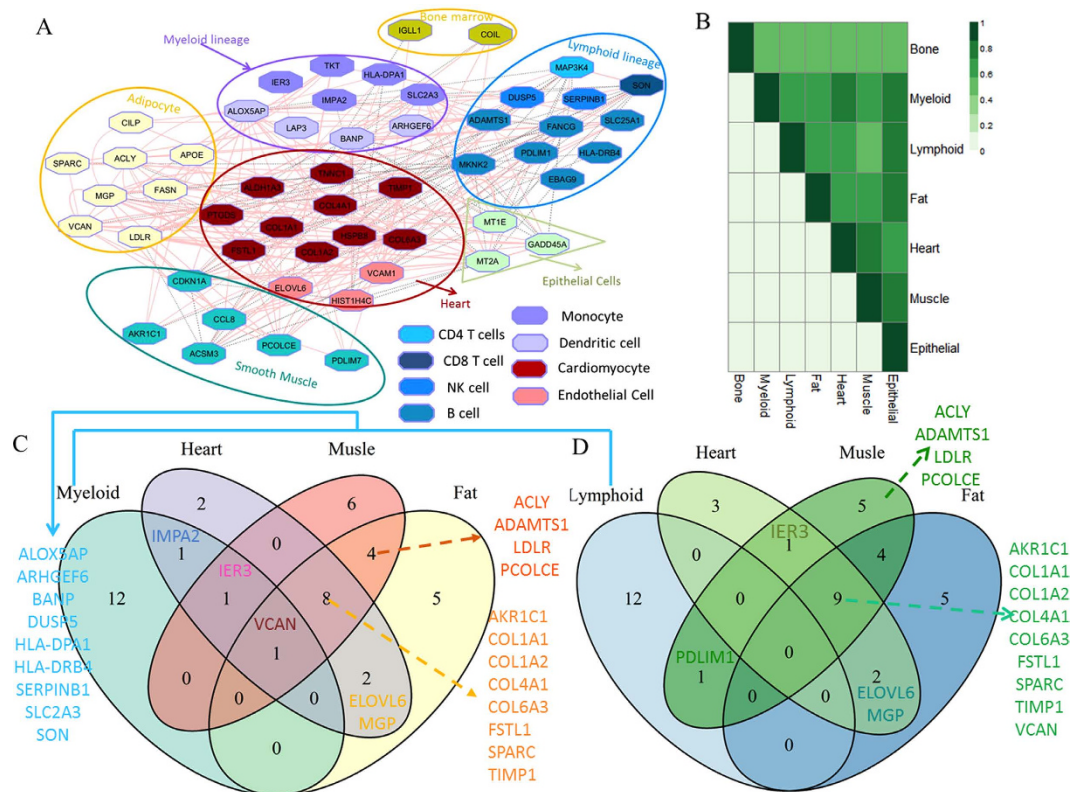 A
Bone marrow
IGLL1
COIL
Myeloid lineage
TKT
IER3
HLA-DPA1
IMPA2
SLC2A3
ALOX5AP
LAP3
BANP
ARHGEF6
Lymphoid lineage
MAP3K4
SON
DUSP5
SERPINB1
ADAMTS1
FANCG
SLC25A1
PDLIM1
HLA-DRB4
MKNK2
EBAG9
Adipocyte
CILP
SPARC
ACLY
APOE
MGP
FASN
VCAN
LDLR
TNNC1
ALDH1A3
TIMP1
COL4A1
PTGDS
COL1A1
HSPB6
COL6A3
FSTL1
COL1A2
ELOVL6
VCAM1
HIST1H4C
Heart
MT1E
GADD45A
MT2A
Epithelial Cells
CDKN1A
CCL8
AKR1C1
ACSM3
PCOLCE
PDLIM7
Smooth Muscle
CD4 T cells
CD8 T cell
NK cell
B cell
Monocyte
Dendritic cell
Cardiomyocyte
Endothelial Cell
B
1
0.8
0.6
0.4
0.2
0
Bone
Myeloid
Lymphoid
Fat
Heart
Muscle
Epithelial
Bone
Myeloid
Lymphoid
Fat
Heart
Muscle
Epithelial
C
Heart
Musle
Myeloid
Fat
2
6
IMPA2
1
0
4
IER3
12
1
8
5
VCAN
1
0
0
0
2
ELOVL6
MGP
0
ALOX5AP
ARHGEF6
BANP
DUSP5
HLA-DPA1
HLA-DRB4
SERPINB1
SLC2A3
SON
ACLY
ADAMTS1
LDLR
PCOLCE
AKR1C1
COL1A1
COL1A2
COL4A1
COL6A3
FSTL1
SPARC
TIMP1
D
Heart
Musle
Lymphoid
Fat
3
5
IER3
0
1
4
12
0
9
5
PDLIM1
1
0
0
0
2
ELOVL6
MGP
0
ACLY
ADAMTS1
LDLR
PCOLCE
AKR1C1
COL1A1
COL1A2
COL4A1
COL6A3
FSTL1
SPARC
TIMP1
VCAN